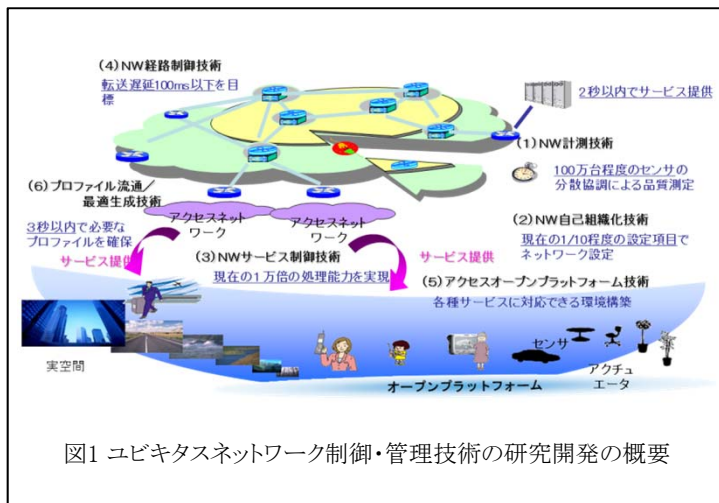 (4)NW経路制御技術
転送遅延100ms以下を目
標
2秒以内でサービス提供
(1)NW計測技術
100万台程度のセンサの
分散協調による品質測定
(6)プロファイル流通/
最適生成技術
3秒以内で必要な
プロファイルを確保
サービス提供
アクセスネット
ワーク
アクセスネット
ワーク
(3)NWサービス制御技術
現在の1万倍の処理能力を実現
サービス提供
(2)NW自己組織化技術
現在の1/10程度の設定項目で
ネットワーク設定
(5)アクセスオープンプラットフォーム技術
各種サービスに対応できる環境構築
実空間
センサ
アクチュ
エータ
オープンプラットフォーム
図1 ユビキタスネットワーク制御・管理技術の研究開発の概要